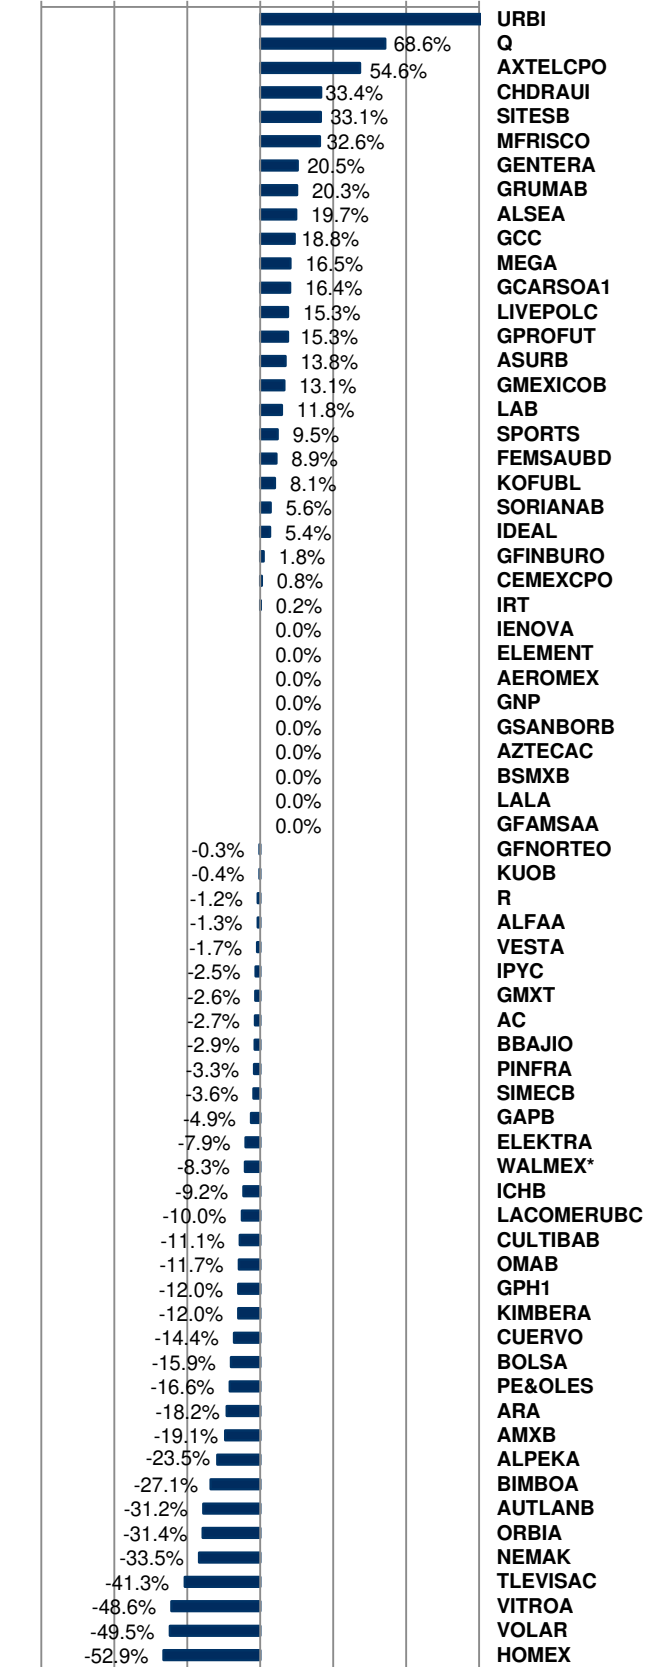 URBI
68.6% Q
54.6% AXTELCPO
33.4% CHDRAUI
33.1% SITESB
32.6% MFRISCO
20.5% GENTERA
20.3% GRUMAB
19.7% ALSEA
18.8% GCC
16.5% MEGA
16.4% GCARSOA1
15.3% LIVEPOLC
15.3% GPROFUT
13.8% ASURB
13.1% GMEXICOB
11.8% LAB
9.5% SPORTS
8.9% FEMSAUBD
8.1% KOFUBL
5.6% SORIANAB
5.4% IDEAL
1.8% GFINBURO
0.8% CEMEXCPO
0.2% IRT
0.0% IENOVA
0.0% ELEMENT
0.0% AEROMEX
0.0% GNP
0.0% GSANBORB
0.0% AZTECAC
0.0% BSMXB
0.0% LALA
0.0% GFAMSAA
-0.3% GFNORTEO
-0.4% KUOB
-1.2% R
-1.3% ALFAA
-1.7% VESTA
-2.5% IPYC
-2.6% GMXT
-2.7% AC
-2.9% BBAJIO
-3.3% PINFRA
-3.6% SIMECB
-4.9% GAPB
-7.9% ELEKTRA
-8.3% WALMEX*
-9.2% ICHB
-10.0% LACOMERUBC
-11.1% CULTIBAB
-11.7% OMAB
-12.0% GPH1
-12.0% KIMBERA
-14.4% CUERVO
-15.9% BOLSA
-16.6% PE&OLES
-18.2% ARA
-19.1% AMXB
-23.5% ALPEKA
-27.1% BIMBOA
-31.2% AUTLANB
-31.4% ORBIA
-33.5% NEMAK
-41.3% TLEVISAC
-48.6% VITROA
-49.5% VOLAR
-52.9% HOMEX